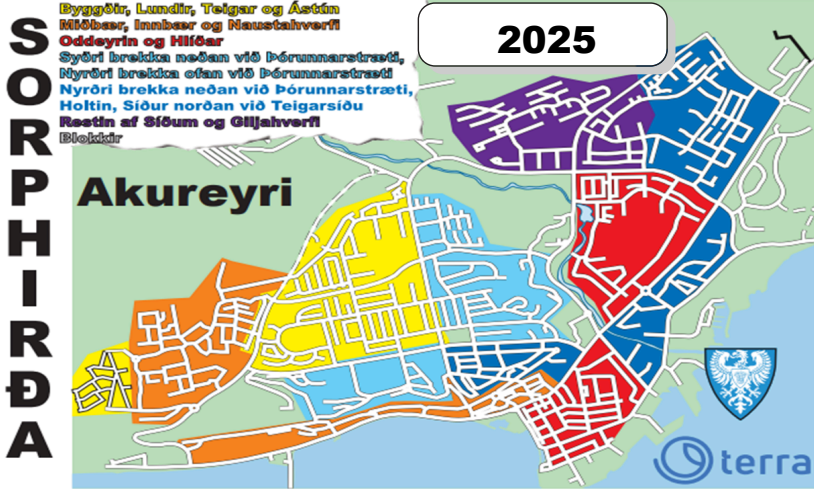 SORPHIRÐA
Byggðir, Lundir, Teigar og Ástún
Miðbær, Innbær og Naustahverfi
Oddeyrin og Hlíðar
Syðri brekka neðan við Þórunnarstræti,
Nyrðri brekka ofan við Þórunnarstræti
Nyrðri brekka neðan við Þórunnarstræti,
Holtin, Síður norðan við Teigarsíðu
Restin af Síðum og Giljahverfi
Blokkir
2025
Akureyri
terra